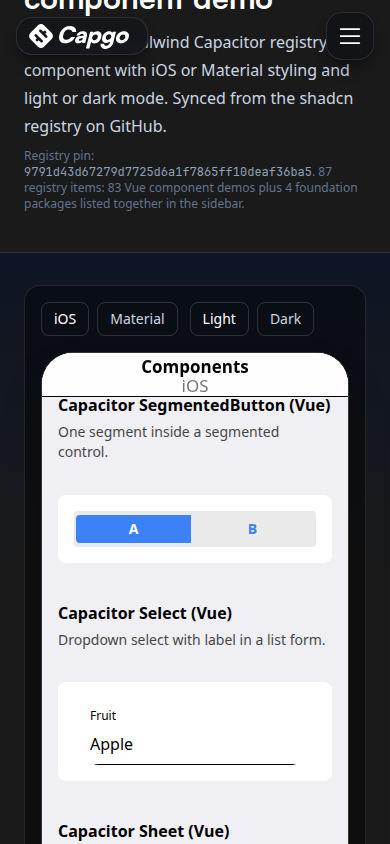 component demo
Capgo
ilwind Capacitor registry
component with iOS or Material styling and
light or dark mode. Synced from the shadcn
registry on GitHub.
Registry pin:
9791d43d67279d7725d6a1f7865ff10deaf36ba5. 87
registry items: 83 Vue component demos plus 4 foundation
packages listed together in the sidebar.
iOS Material Light Dark
Components
iOS
Capacitor SegmentedButton (Vue)
One segment inside a segmented
control.
A B
Capacitor Select (Vue)
Dropdown select with label in a list form.
Fruit
Apple
Capacitor Sheet (Vue)